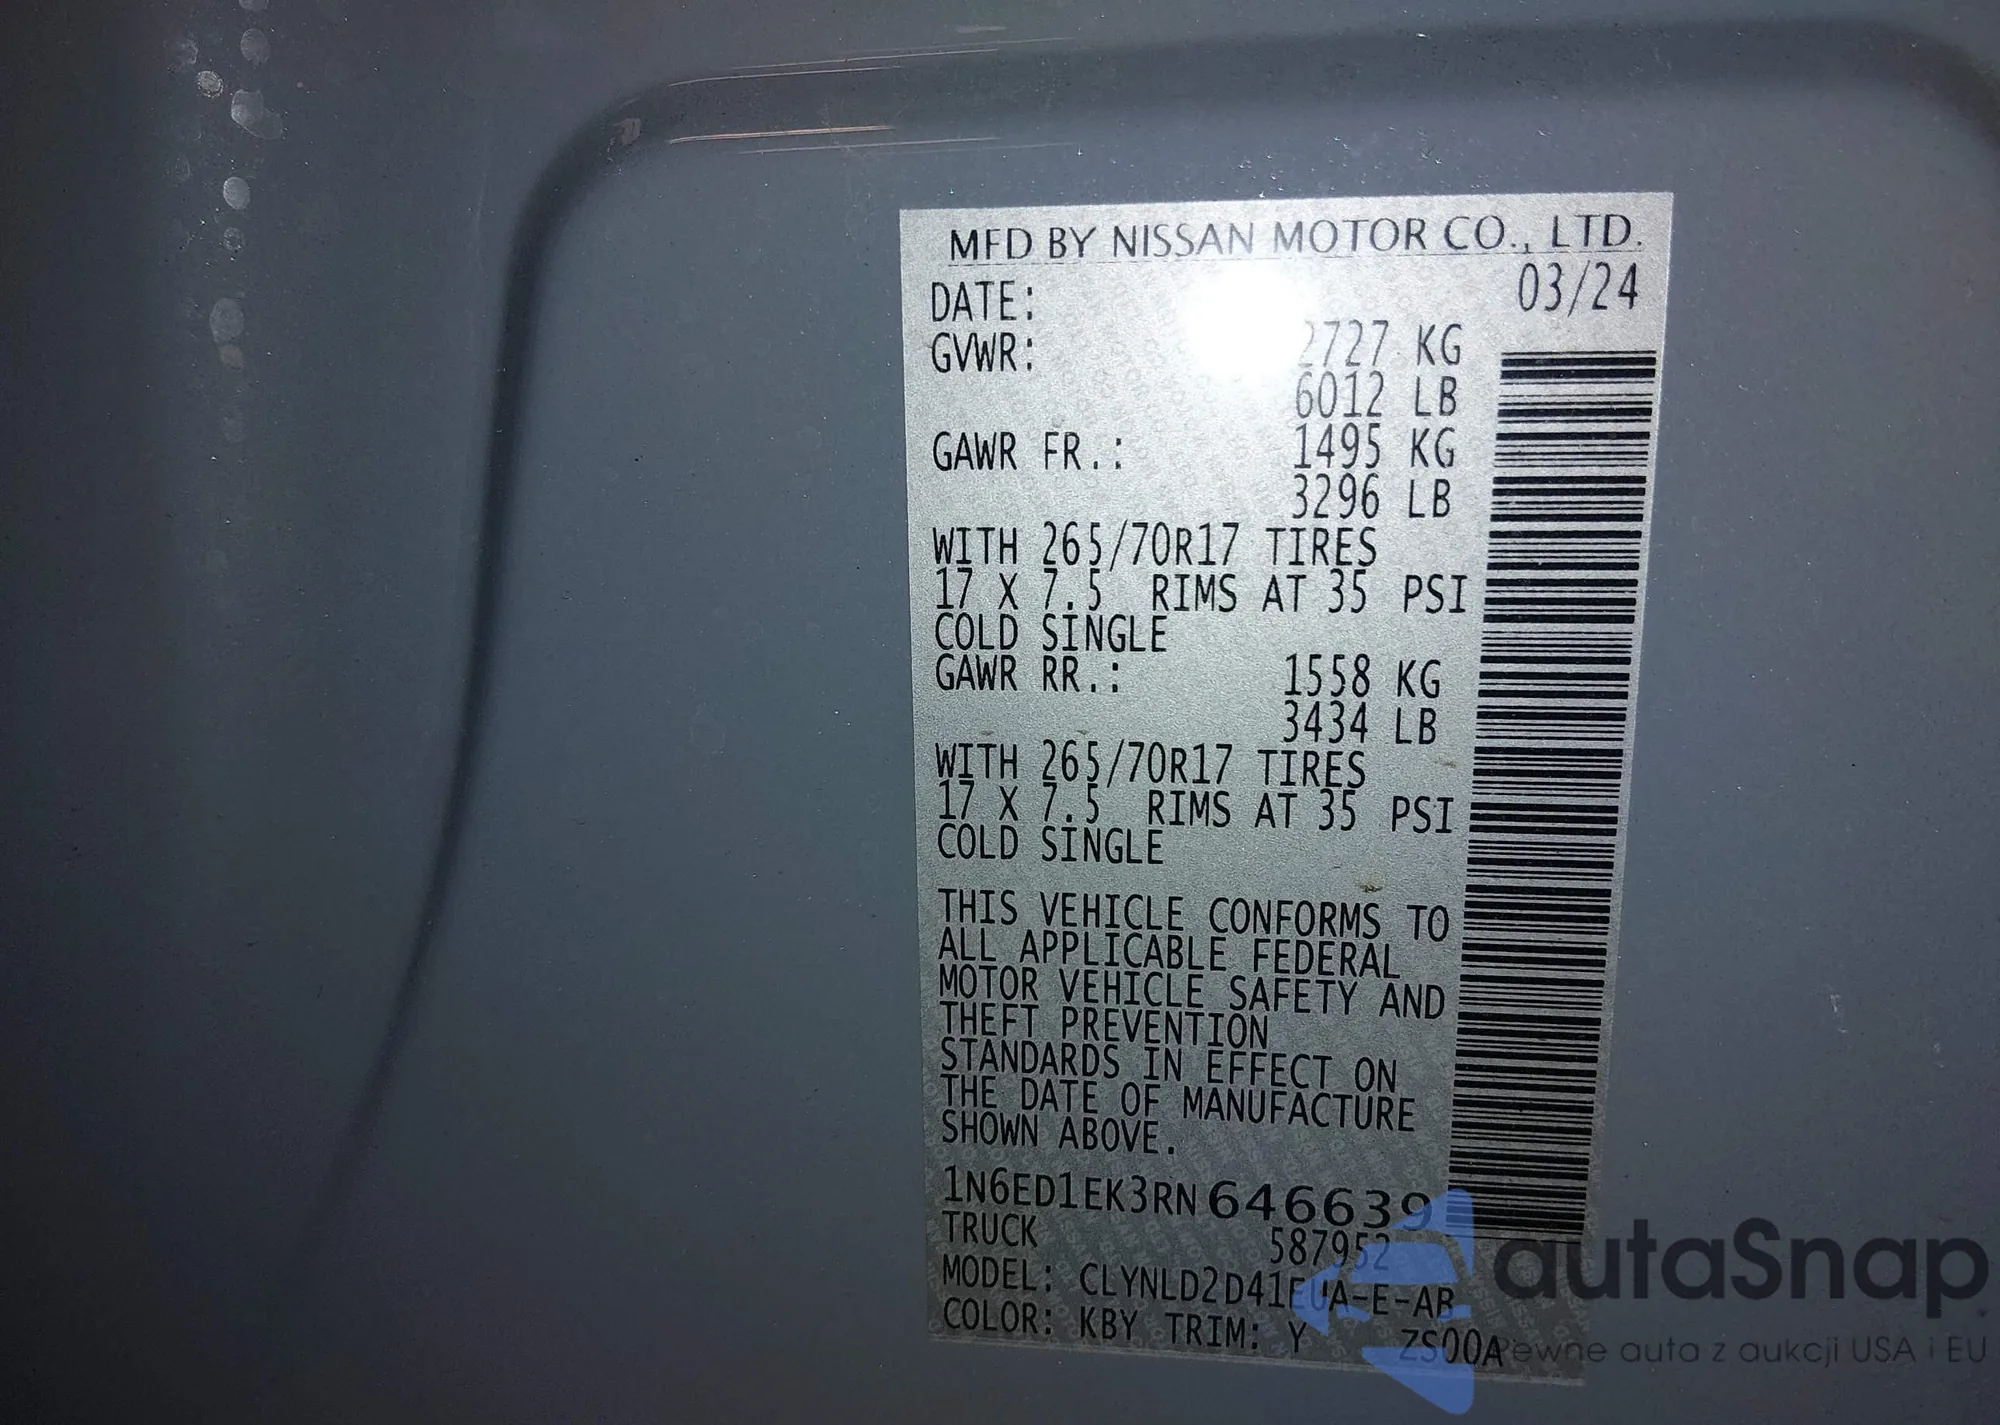 MFD BY NISSAN MOTOR CO., LTD.
DATE: 03/24
GVWR: 2727 KG
6012 LB
GAWR FR.: 1495 KG
3296 LB
WITH 265/70R17 TIRES
17 X 7.5 RIMS AT 35 PSI
COLD SINGLE
GAWR RR.: 1558 KG
3434 LB
WITH 265/70R17 TIRES
17 X 7.5 RIMS AT 35 PSI
COLD SINGLE
THIS VEHICLE CONFORMS TO
ALL APPLICABLE FEDERAL
MOTOR VEHICLE SAFETY AND
THEFT PREVENTION
STANDARDS IN EFFECT ON
THE DATE OF MANUFACTURE
SHOWN ABOVE.
1N6ED1EK3RN646639
TRUCK 587952
MODEL: CLYNLD2D41EUA-E-AB
COLOR: KBY TRIM: Y ZS00A
autaSnap
Pewne auta z aukcji USA i EU